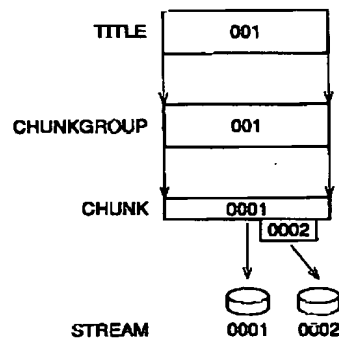 TITLE 001
CHUNKGROUP 001
CHUNK 0001
0002
STREAM 0001 0002